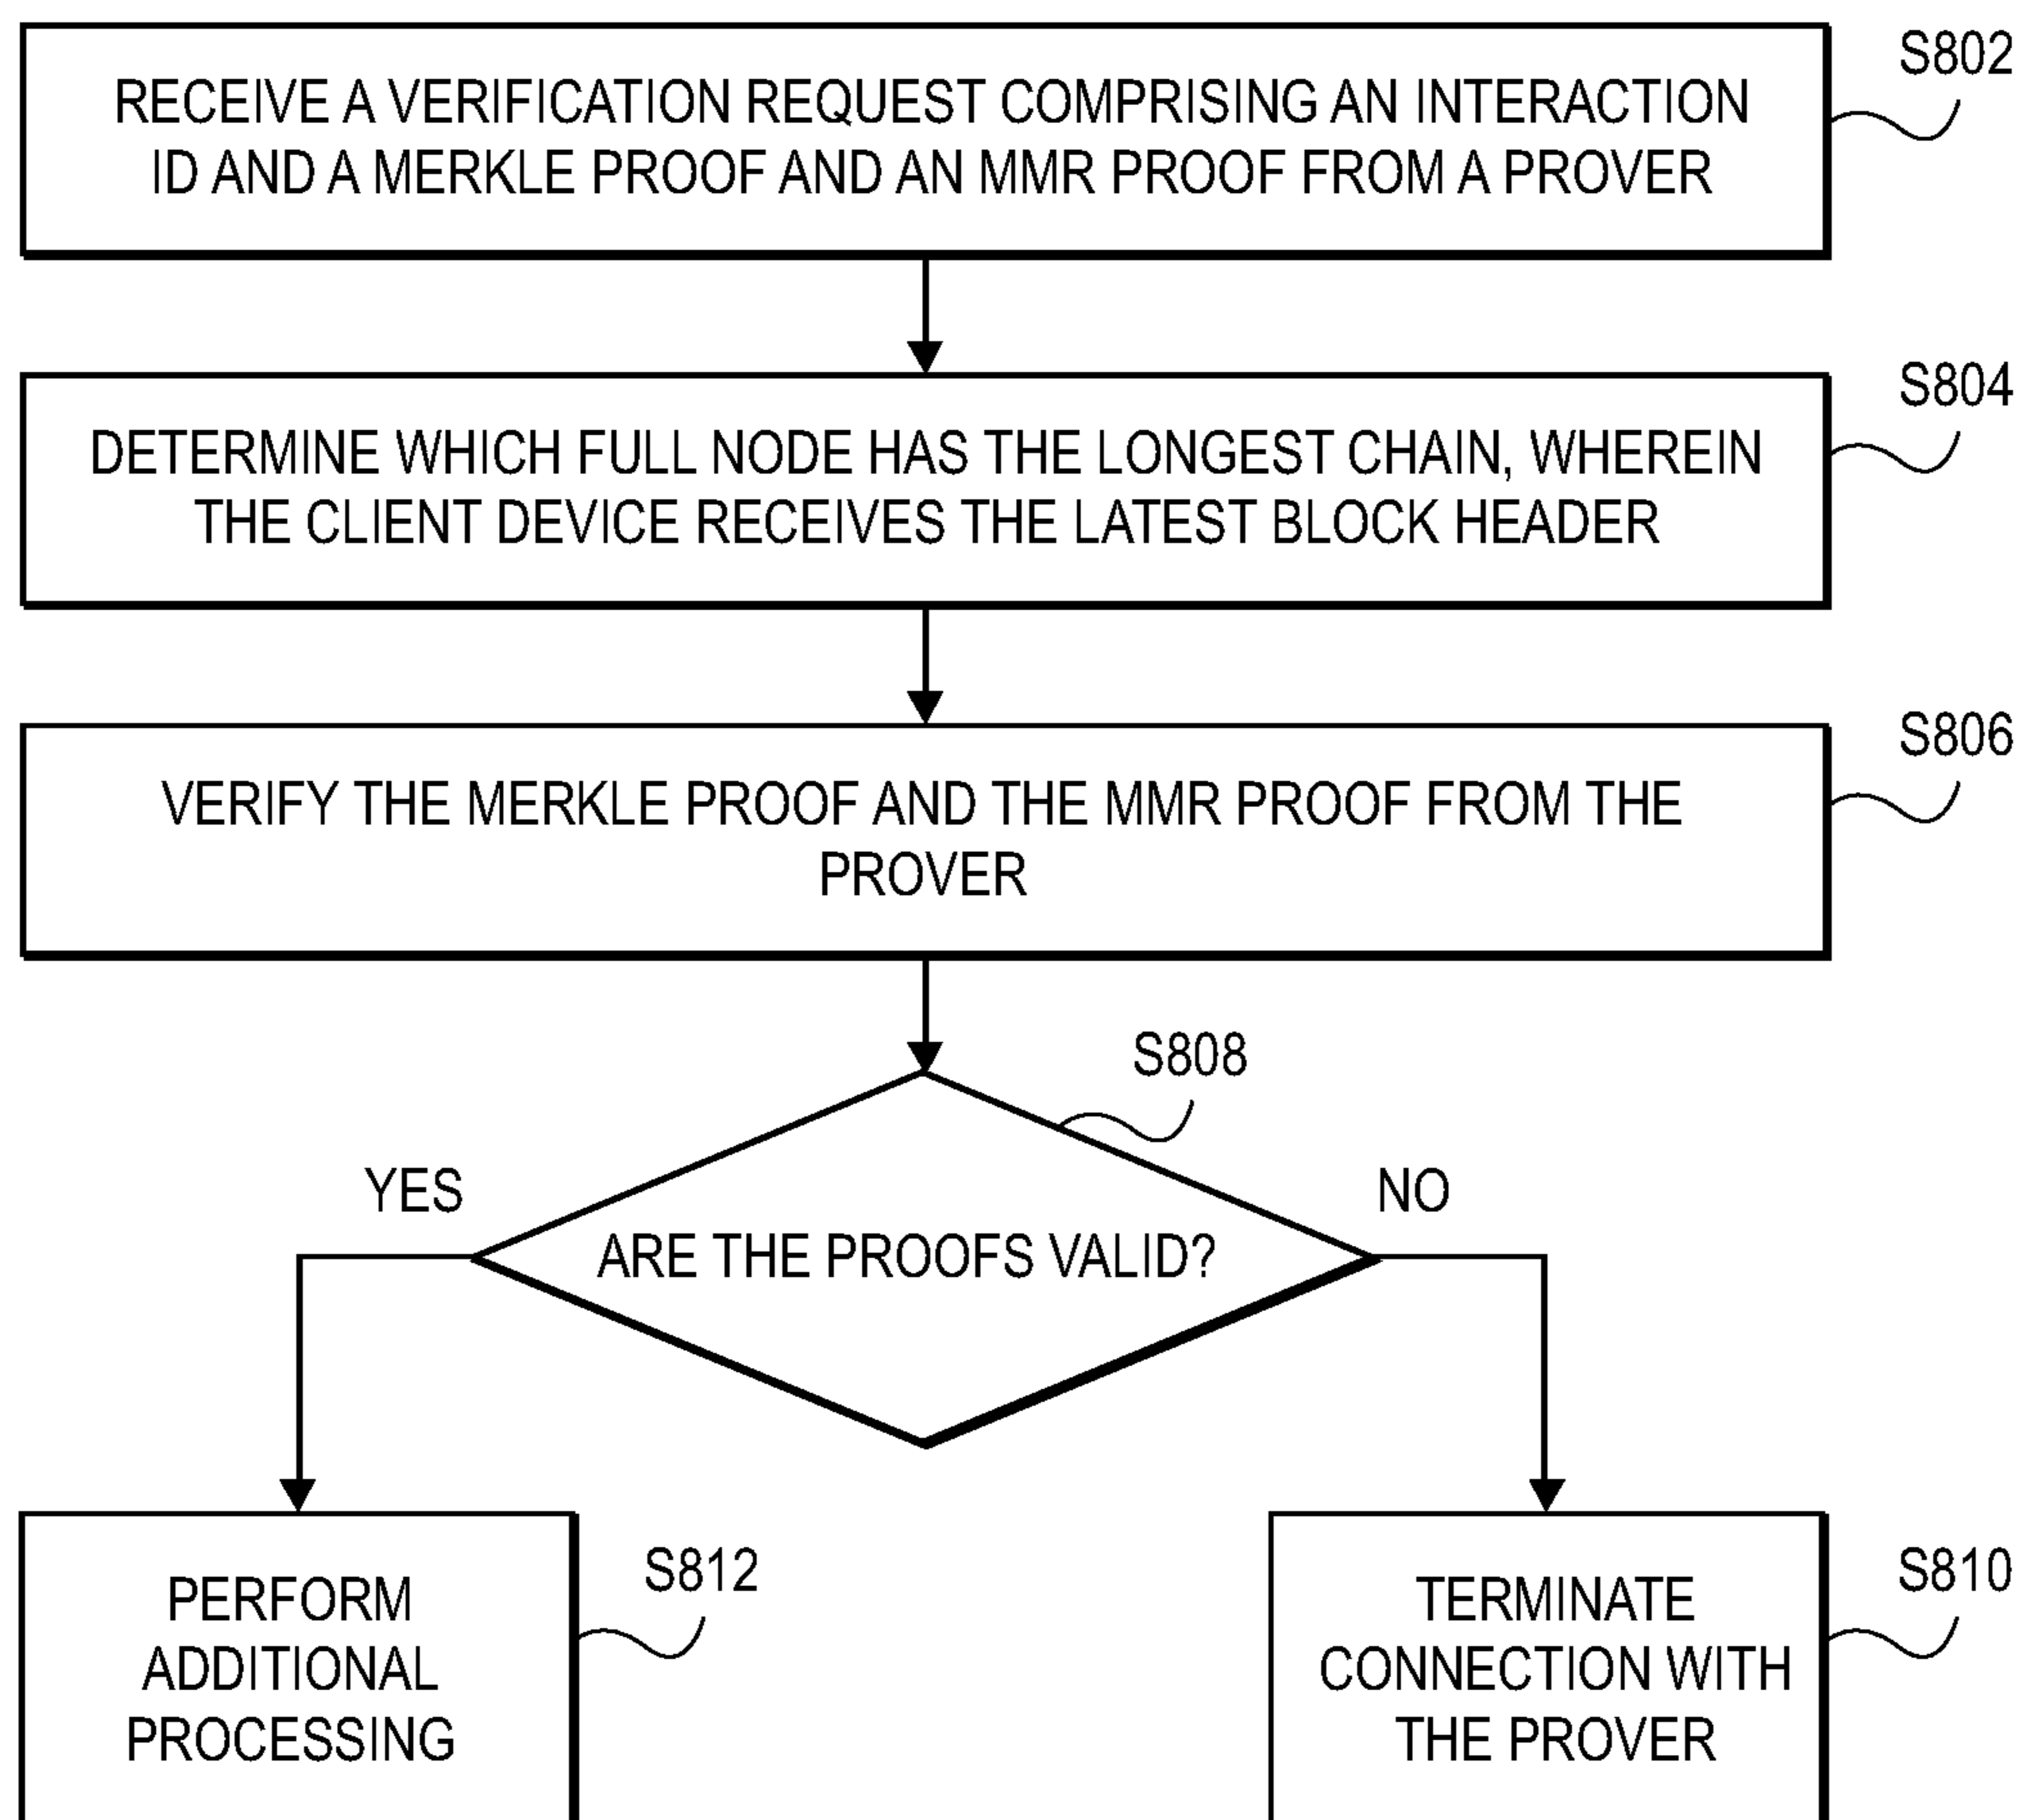 S802
RECEIVE A VERIFICATION REQUEST COMPRISING AN INTERACTION
ID AND A MERKLE PROOF AND AN MMR PROOF FROM A PROVER
S804
DETERMINE WHICH FULL NODE HAS THE LONGEST CHAIN, WHEREIN
THE CLIENT DEVICE RECEIVES THE LATEST BLOCK HEADER
S806
VERIFY THE MERKLE PROOF AND THE MMR PROOF FROM THE
PROVER
S808
YES
NO
ARE THE PROOFS VALID?
PERFORM
ADDITIONAL
PROCESSING
S812
TERMINATE
CONNECTION WITH
THE PROVER
S810